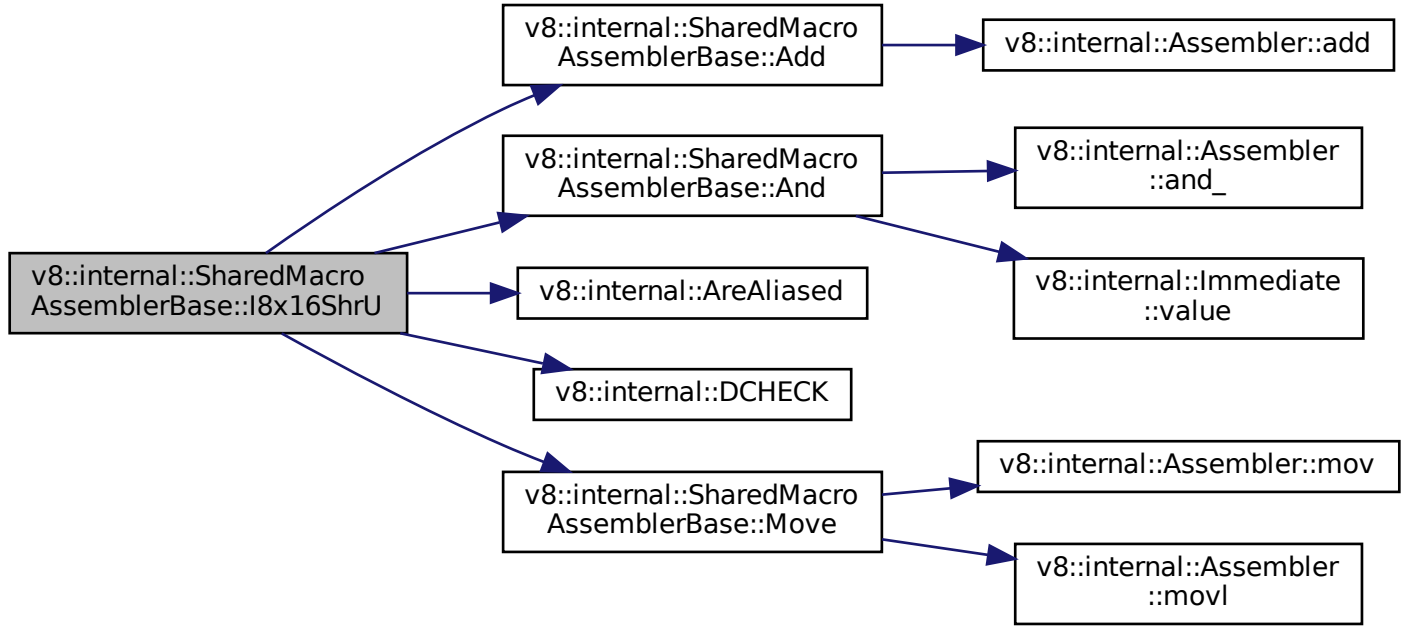 v8::internal::SharedMacro
AssemblerBase::I8x16ShrU
v8::internal::SharedMacro
AssemblerBase::Add
v8::internal::Assembler::add
v8::internal::SharedMacro
AssemblerBase::And
v8::internal::Assembler
::and_
v8::internal::Immediate
::value
v8::internal::AreAliased
v8::internal::DCHECK
v8::internal::SharedMacro
AssemblerBase::Move
v8::internal::Assembler::mov
v8::internal::Assembler
::movl